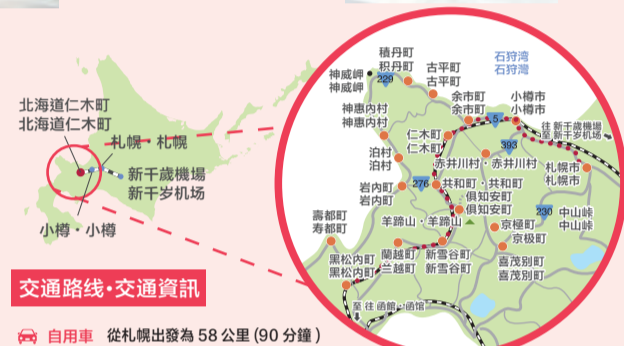 北海道仁木町
北海道仁木町
札幌・札幌
新千歲機場
新千岁机场
小樽・小樽
積丹町
积丹町
神威岬
神威岬
229
古平町
古平町
石狩湾
石狩灣
余市町
余市町
5
小樽市
小樽市
神惠內村
神惠内村
仁木町
仁木町
往 新千歲機場
至 新千岁机场
393
泊村
泊村
赤井川村・赤井川村
札幌市
札幌市
岩內町
岩内町
276
共和町・共和町
俱知安町
俱知安町
壽都町
寿都町
羊蹄山・羊蹄山
230
中山峠
中山峠
京極町
京极町
黑松內町
黑松内町
蘭越町
兰越町
新雪谷町
新雪谷町
喜茂別町
喜茂别町
至 往 函館・函馆
交通路线・交通資訊
自用車 從札幌出發為 58 公里 (90 分鐘 )